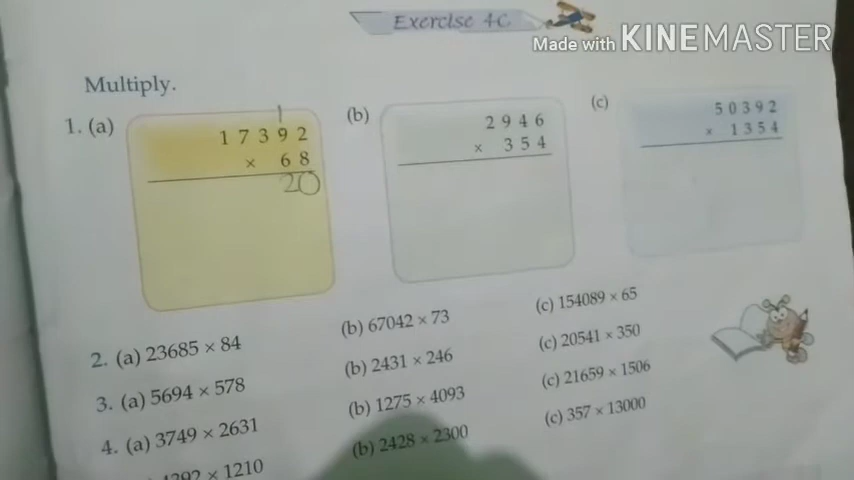 Exercise 4C
Made with KINEMASTER
Multiply.
1. (a)
1
1 7 3 9 2
× 6 8
20
(b)
2 9 4 6
× 3 5 4
(c)
5 0 3 9 2
× 1 3 5 4
2. (a) 23685 × 84
(b) 67042 × 73
(c) 154089 × 65
3. (a) 5694 × 578
(b) 2431 × 246
(c) 20541 × 350
4. (a) 3749 × 2631
(b) 1275 × 4093
(c) 21659 × 1506
× 1210
(b) 2428 × 2300
(c) 357 × 13000